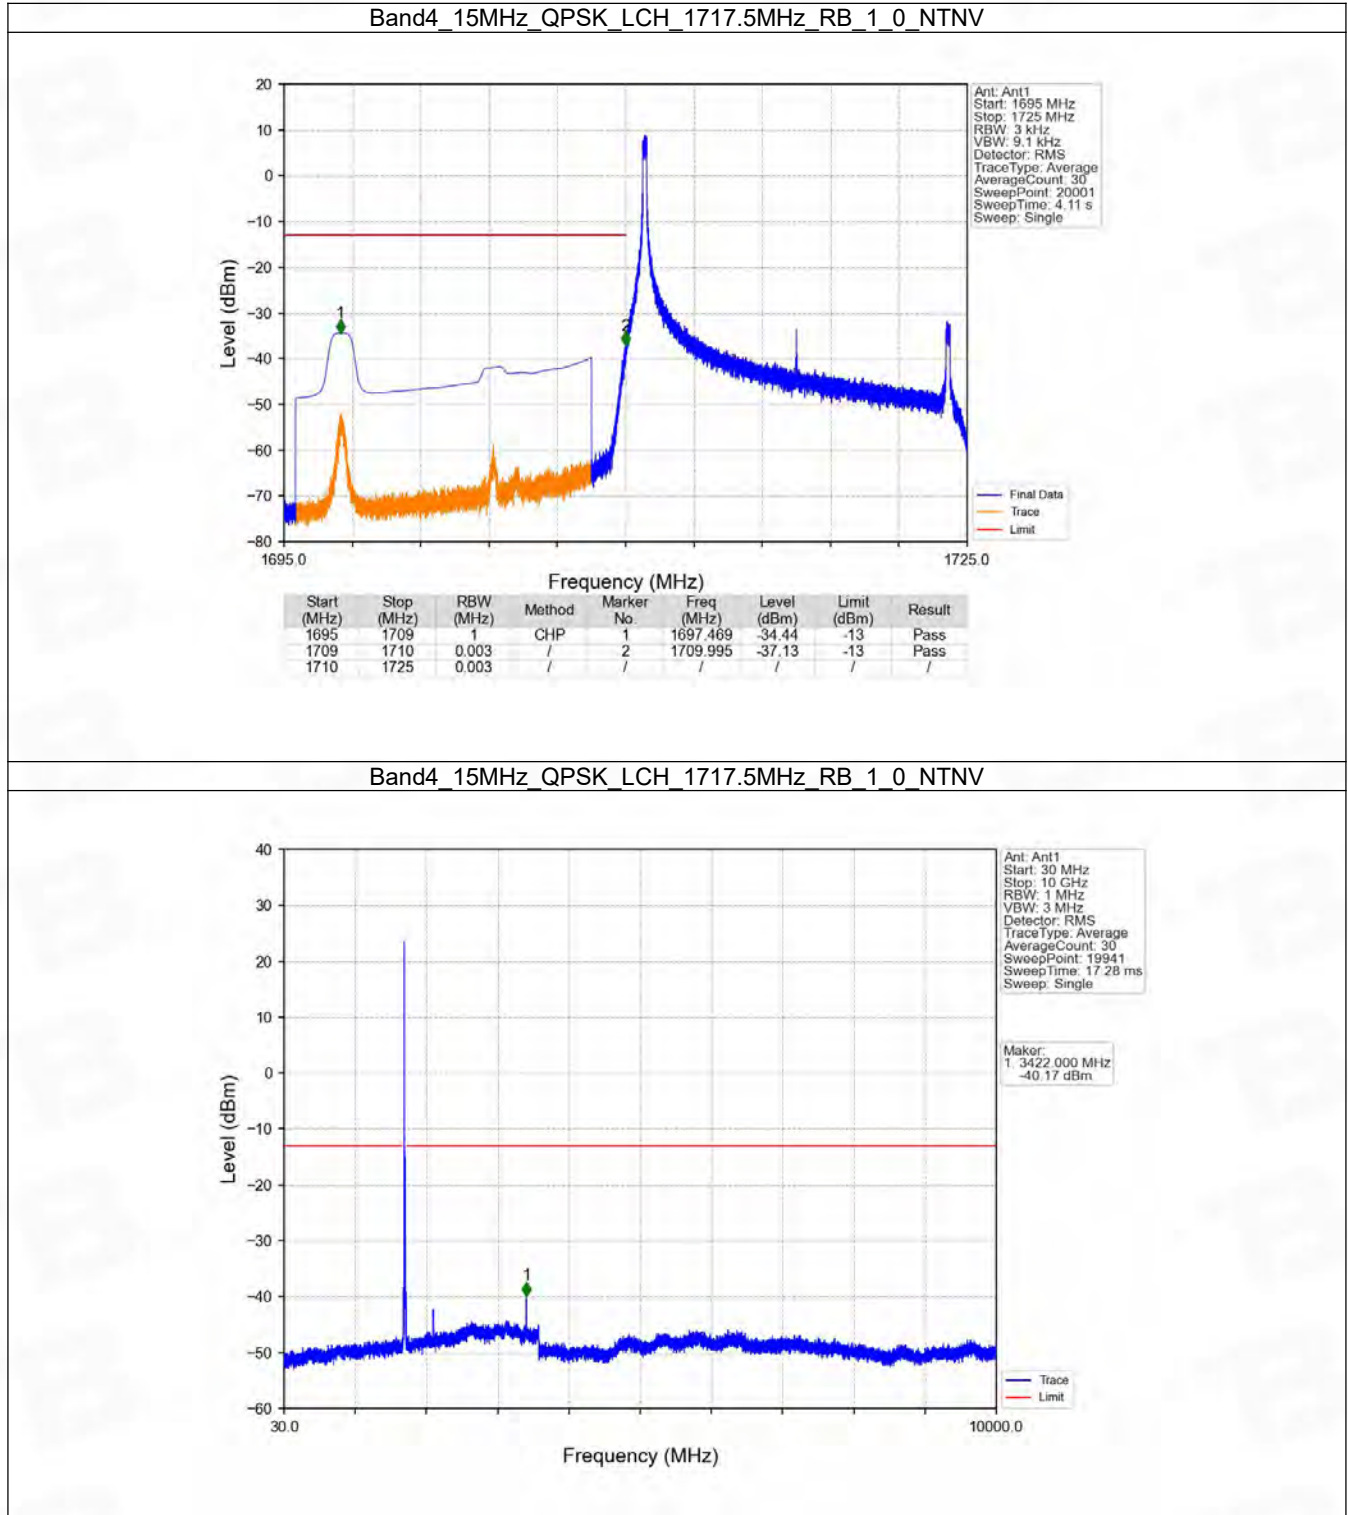 Band4_15MHz_QPSK_LCH_1717.5MHz_RB_1_0_NTNV
20
10
0
−10
−20
−30
−40
−50
−60
−70
−80
Level (dBm)
1
2
1695.0
1725.0
Frequency (MHz)
Ant: Ant1
Start: 1695 MHz
Stop: 1725 MHz
RBW: 3 kHz
VBW: 9.1 kHz
Detector: RMS
TraceType: Average
AverageCount: 30
SweepPoint: 20001
SweepTime: 4.11 s
Sweep: Single
Final Data
Trace
Limit
Start (MHz) Stop (MHz) RBW (MHz) Method Marker No. Freq (MHz) Level (dBm) Limit (dBm) Result
1695 1709 1 CHP 1 1697.469 -34.44 -13 Pass
1709 1710 0.003 / 2 1709.995 -37.13 -13 Pass
1710 1725 0.003 / / / / / /
Band4_15MHz_QPSK_LCH_1717.5MHz_RB_1_0_NTNV
40
30
20
10
0
−10
−20
−30
−40
−50
−60
Level (dBm)
1
30.0
10000.0
Frequency (MHz)
Ant: Ant1
Start: 30 MHz
Stop: 10 GHz
RBW: 1 MHz
VBW: 3 MHz
Detector: RMS
TraceType: Average
AverageCount: 30
SweepPoint: 19941
SweepTime: 17.28 ms
Sweep: Single
Maker:
1. 3422.000 MHz
-40.17 dBm
Trace
Limit